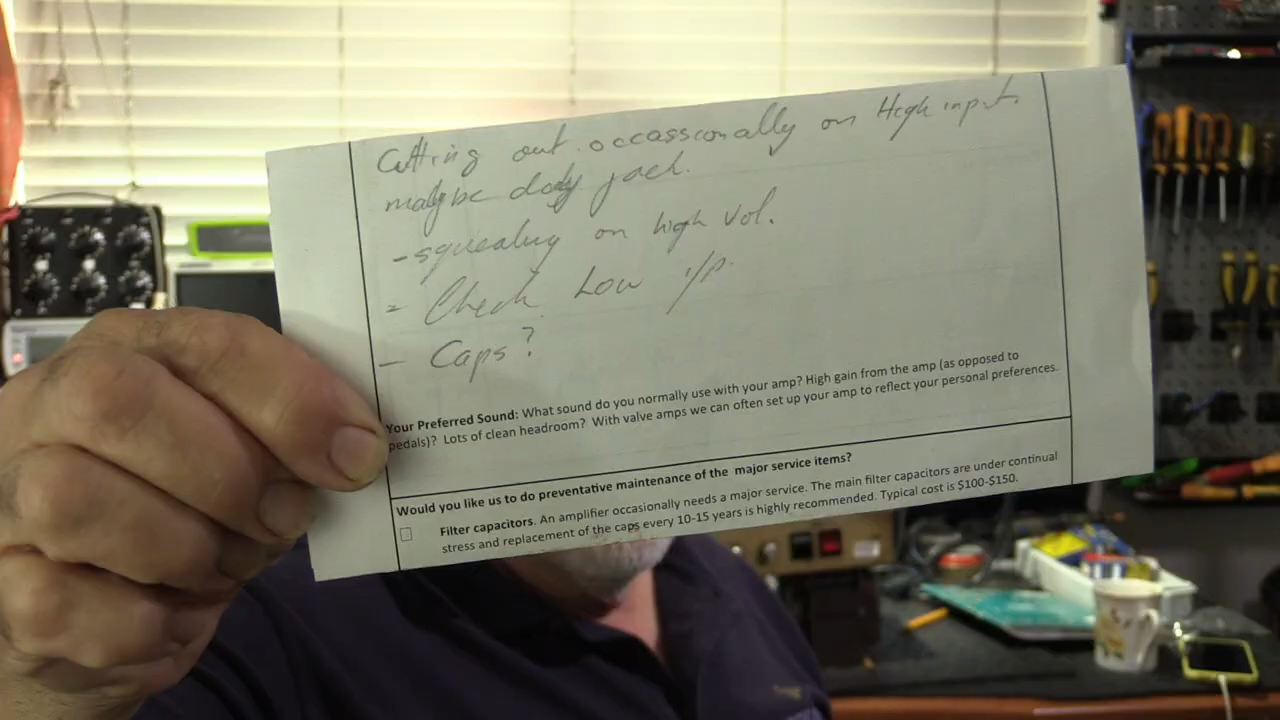 Cutting out occassionally on High input.
maybe dody jack.
- squealing on high vol.
= Check Low i/p.
- Caps?
Your Preferred Sound: What sound do you normally use with your amp? High gain from the amp (as opposed to
pedals)? Lots of clean headroom? With valve amps we can often set up your amp to reflect your personal preferences.
Would you like us to do preventative maintenance of the major service items?
Filter capacitors. An amplifier occasionally needs a major service. The main filter capacitors are under continual
stress and replacement of the caps every 10-15 years is highly recommended. Typical cost is $100-$150.